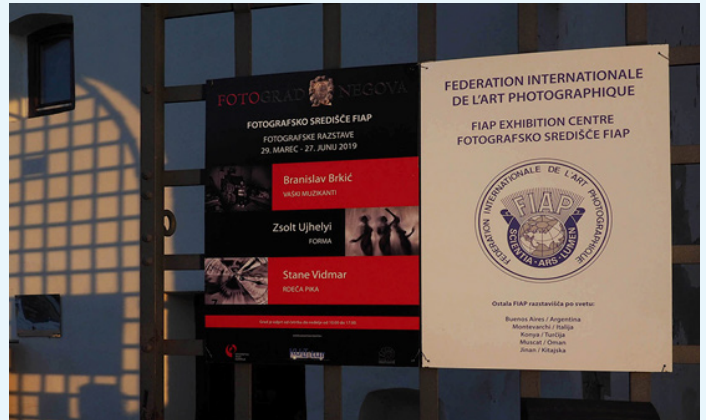 FOTOGRAD NEGOVA
FOTOGRAFSKO SREDIŠČE FIAP
FOTOGRAFSKE RAZSTAVE
29. MAREC - 27. JUNIJ 2019
Branislav Brkić
VAŠKI MUZIKANTI
Zsolt Ujhelyi
FORMA
Stane Vidmar
RDEČA PIKA
FEDERATION INTERNATIONALE
DE L'ART PHOTOGRAPHIQUE
FIAP EXHIBITION CENTRE
FOTOGRAFSKO SREDIŠČE FIAP
FEDERATION INTERNATIONALE DE L'ART PHOTOGRAPHIQUE
FIAP
SCIENTIA-ARS-LUMEN
Ostala FIAP razstavišča po svetu:
Buenos Aires / Argentina
Montevarchi / Italija
Konya / Turčija
Muscat / Oman
Jinan / Kitajska